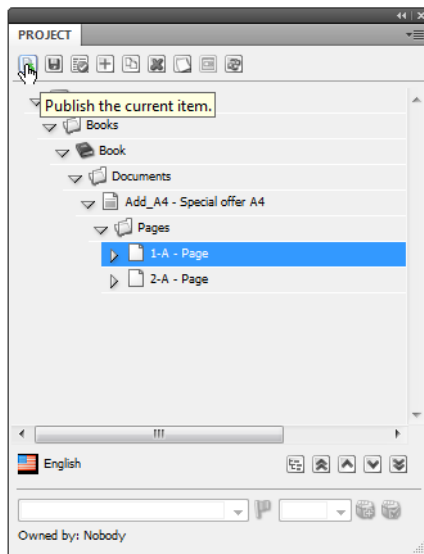 PROJECT
Publish the current item.
Books
Book
Documents
Add_A4 - Special offer A4
Pages
1-A - Page
2-A - Page
English
Owned by: Nobody